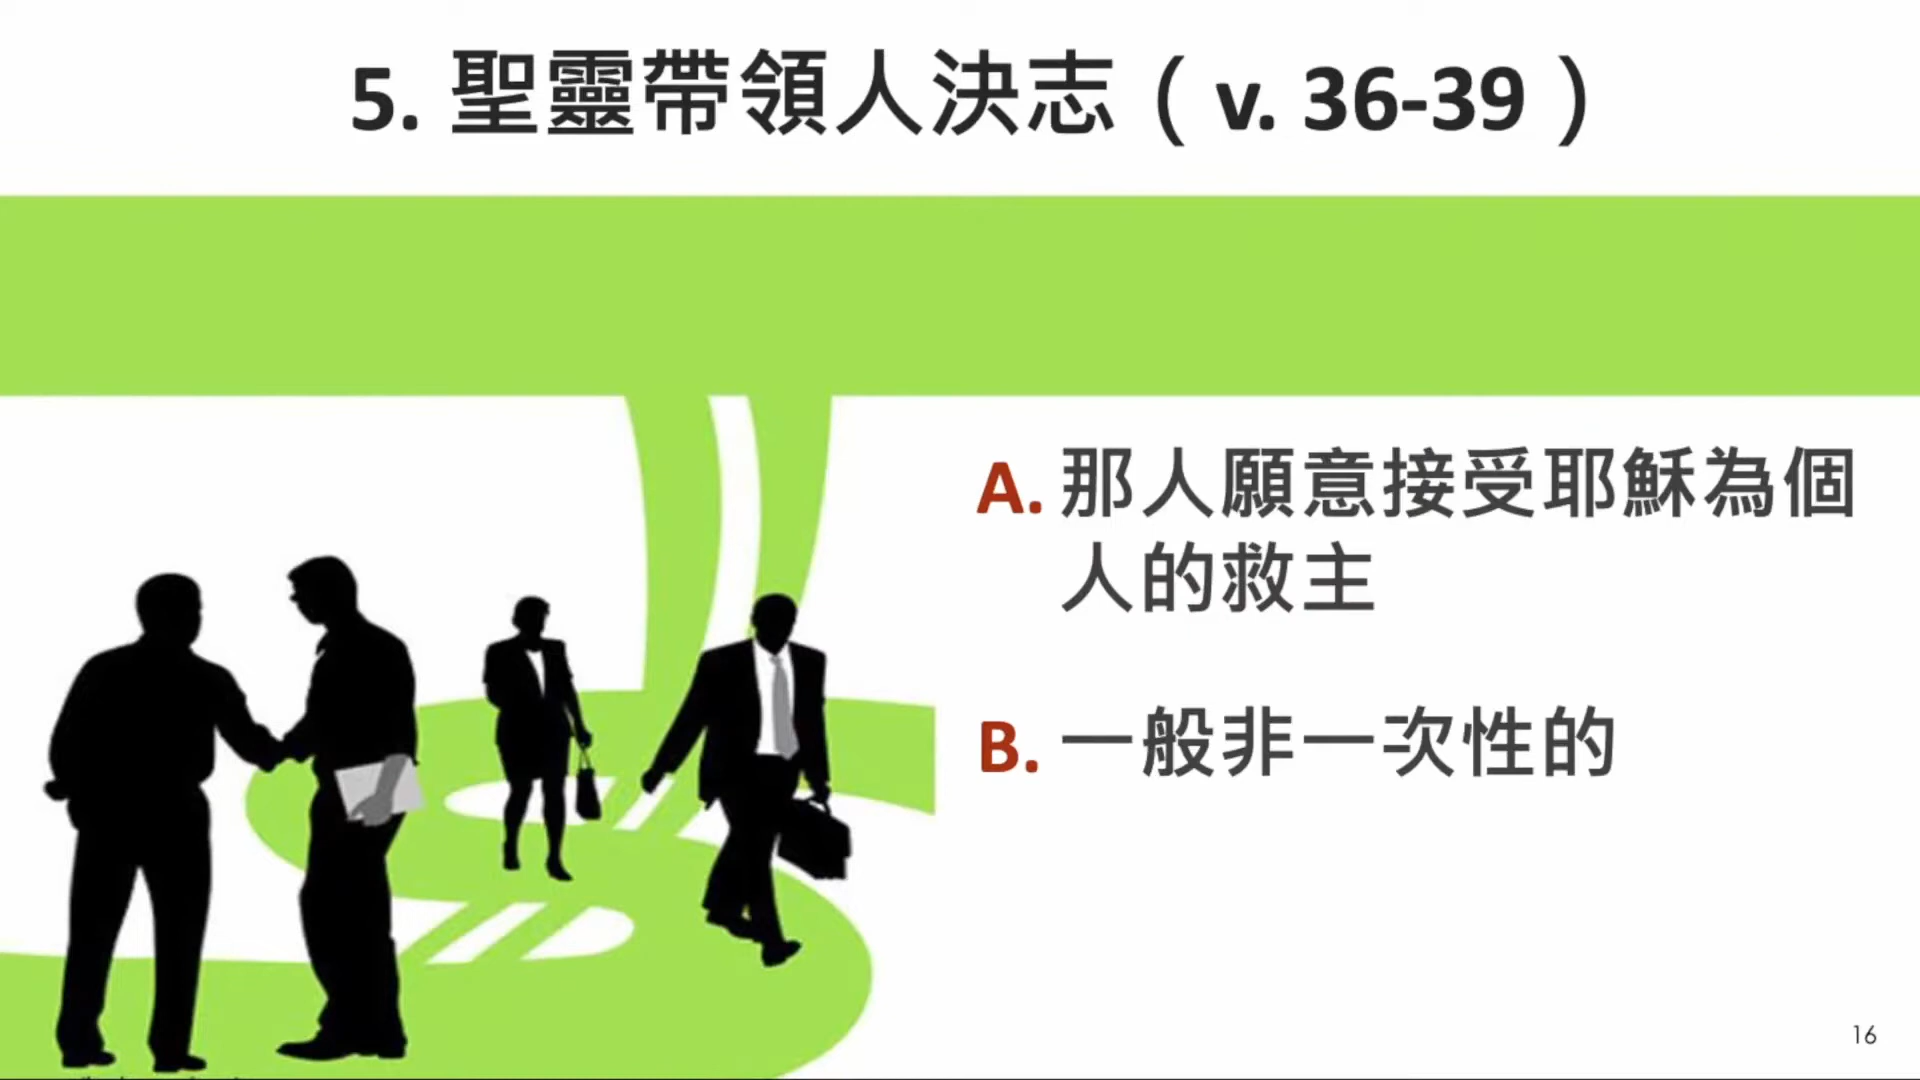 5. 聖靈帶領人決志（v. 36-39）
A. 那人願意接受耶穌為個
人的救主
B. 一般非一次性的
16